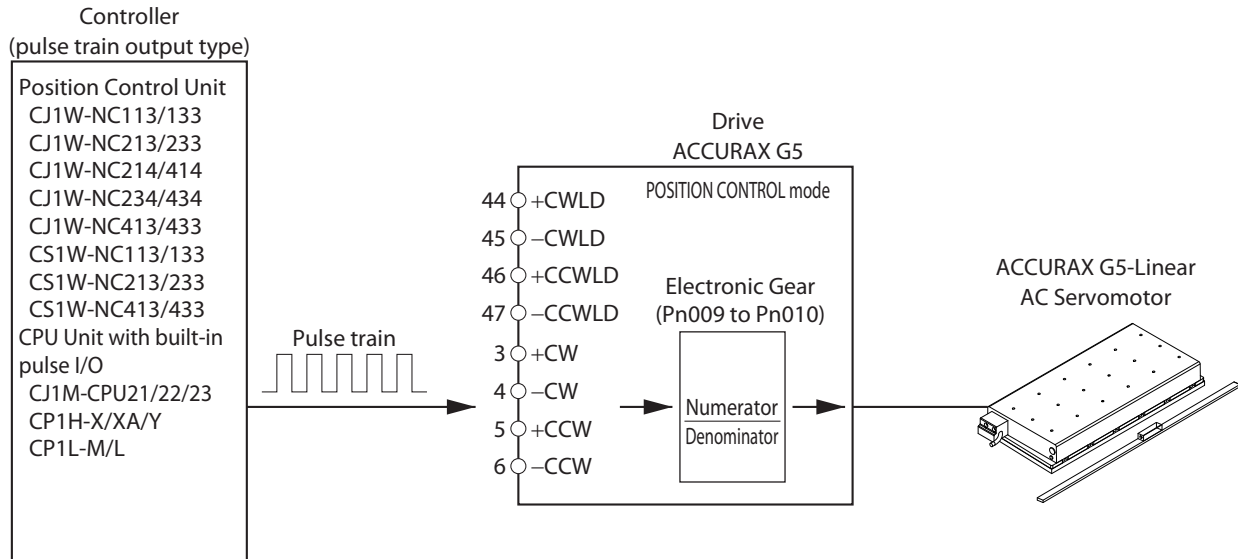 Controller
(pulse train output type)
Position Control Unit
CJ1W-NC113/133
CJ1W-NC213/233
CJ1W-NC214/414
CJ1W-NC234/434
CJ1W-NC413/433
CS1W-NC113/133
CS1W-NC213/233
CS1W-NC413/433
CPU Unit with built-in
pulse I/O
CJ1M-CPU21/22/23
CP1H-X/XA/Y
CP1L-M/L
Pulse train
Drive
ACCURAX G5
POSITION CONTROL mode
44 +CWLD
45 −CWLD
46 +CCWLD
47 −CCWLD
3 +CW
4 −CW
5 +CCW
6 −CCW
Electronic Gear
(Pn009 to Pn010)
Numerator
Denominator
ACCURAX G5-Linear
AC Servomotor